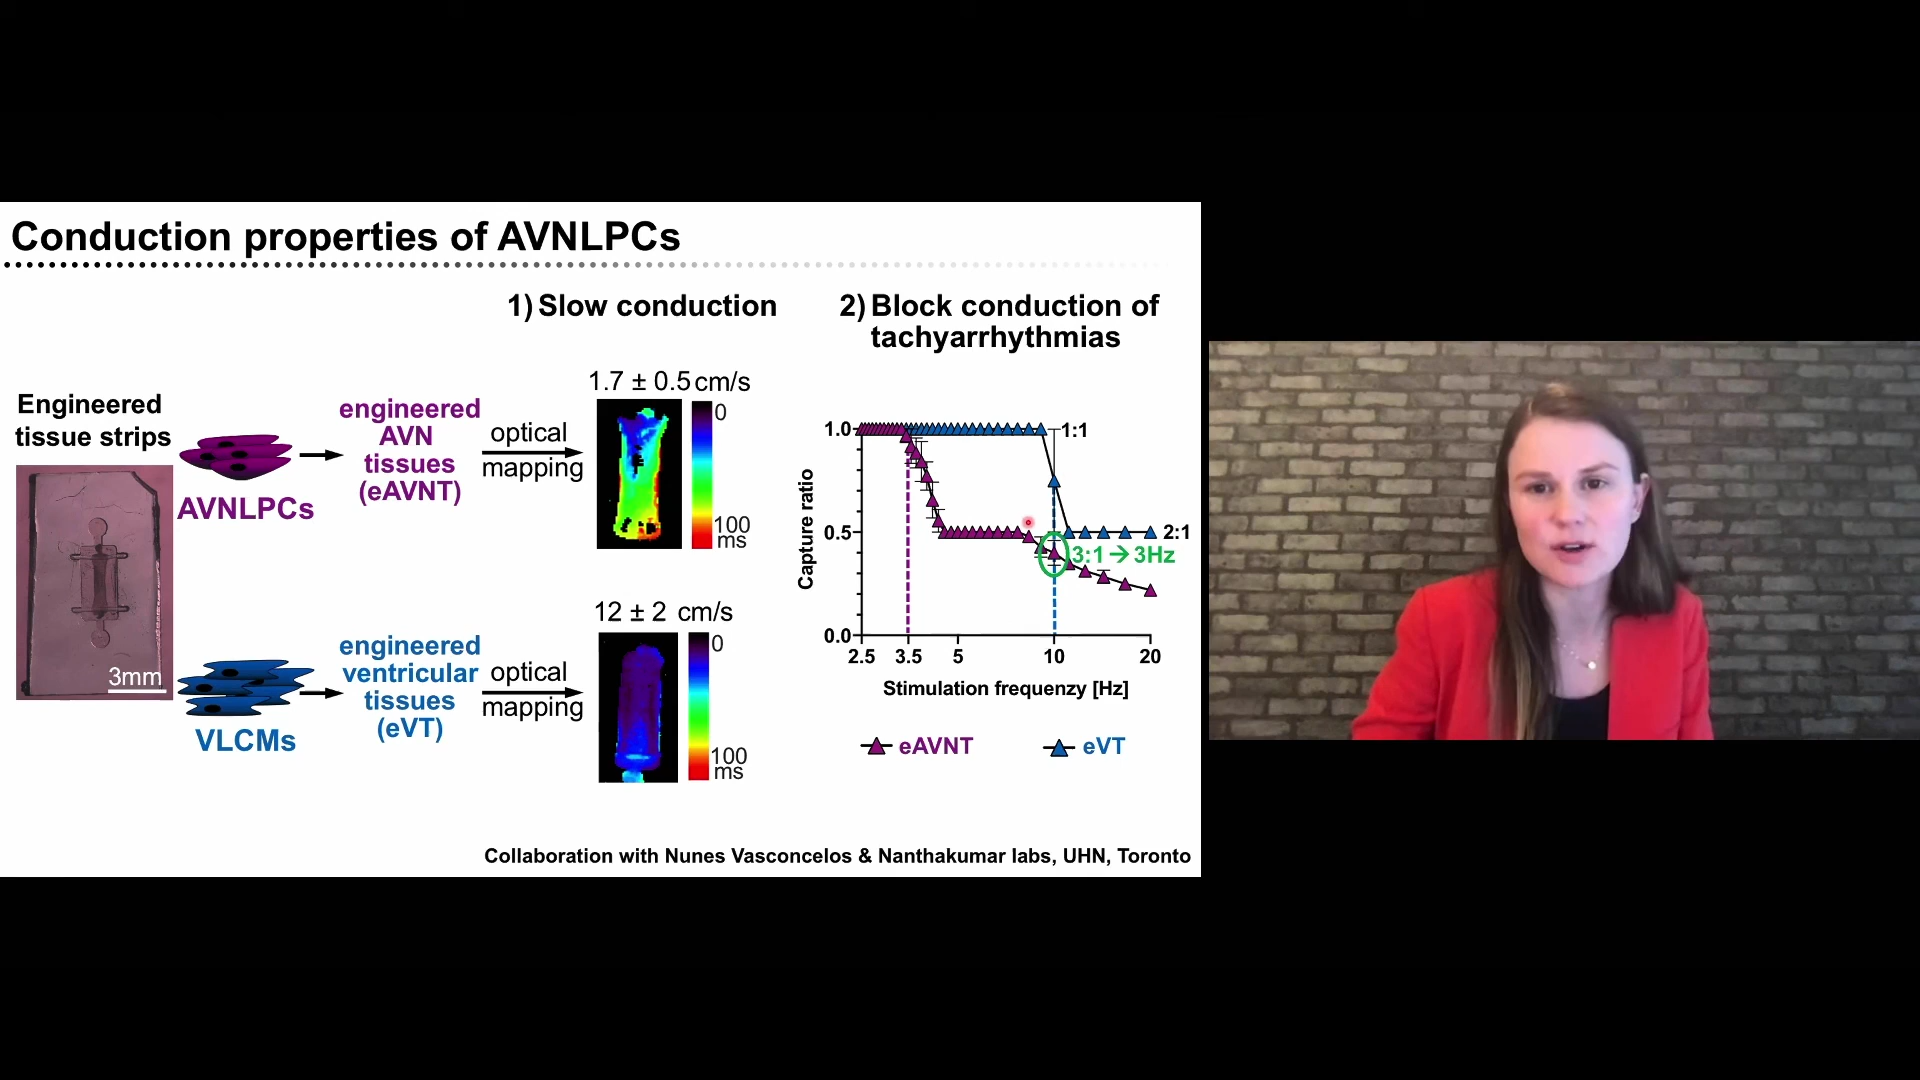 Conduction properties of AVNLPCs
1) Slow conduction
2) Block conduction of
tachyarrhythmias
Engineered
tissue strips
3mm
AVNLPCs
engineered
AVN
tissues
(eAVNT)
optical
mapping
1.7 ± 0.5 cm/s
0
100
ms
VLCMs
engineered
ventricular
tissues
(eVT)
optical
mapping
12 ± 2 cm/s
0
100
ms
Capture ratio
1.0
0.5
0.0
1:1
2:1
3:1 → 3Hz
2.5 3.5 5 10 20
Stimulation frequenzy [Hz]
eAVNT eVT
Collaboration with Nunes Vasconcelos & Nanthakumar labs, UHN, Toronto